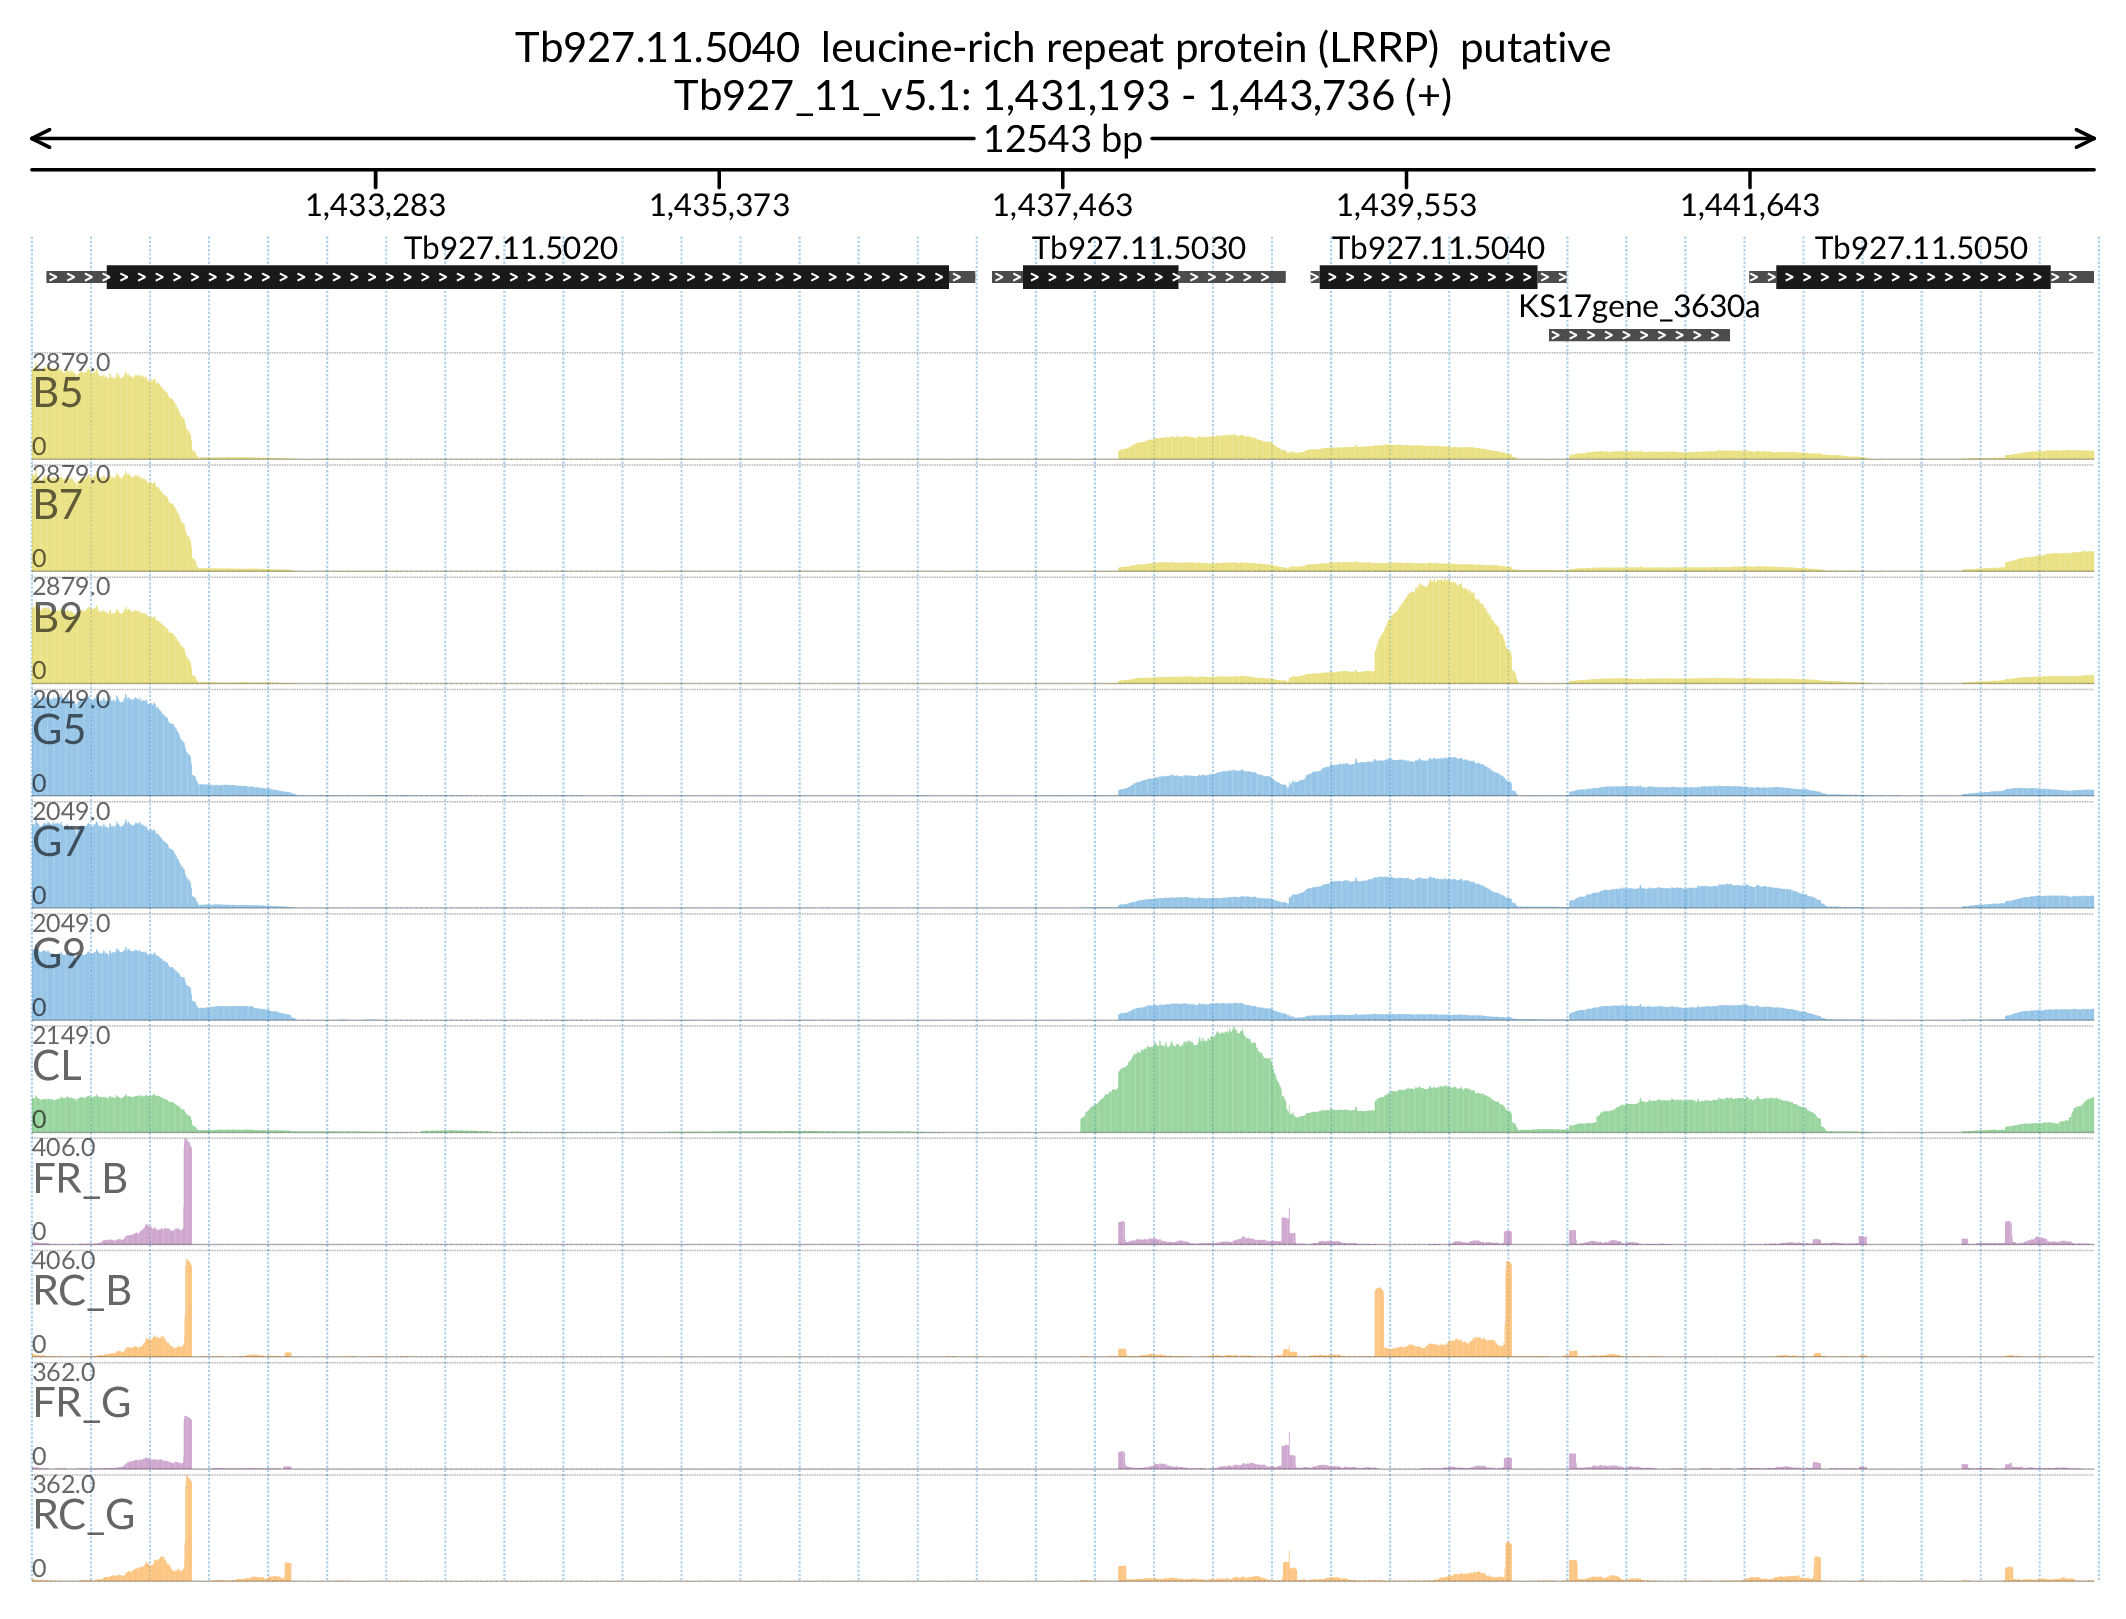 Tb927.11.5040  leucine-rich repeat protein (LRRP)  putative
Tb927_11_v5.1: 1,431,193 - 1,443,736 (+)
12543 bp
1,433,283 1,435,373 1,437,463 1,439,553 1,441,643
Tb927.11.5020 Tb927.11.5030 Tb927.11.5040 Tb927.11.5050
KS17gene_3630a
2879.0
B5
0
2879.0
B7
0
2879.0
B9
0
2049.0
G5
0
2049.0
G7
0
2049.0
G9
0
2149.0
CL
0
406.0
FR_B
0
406.0
RC_B
0
362.0
FR_G
0
362.0
RC_G
0